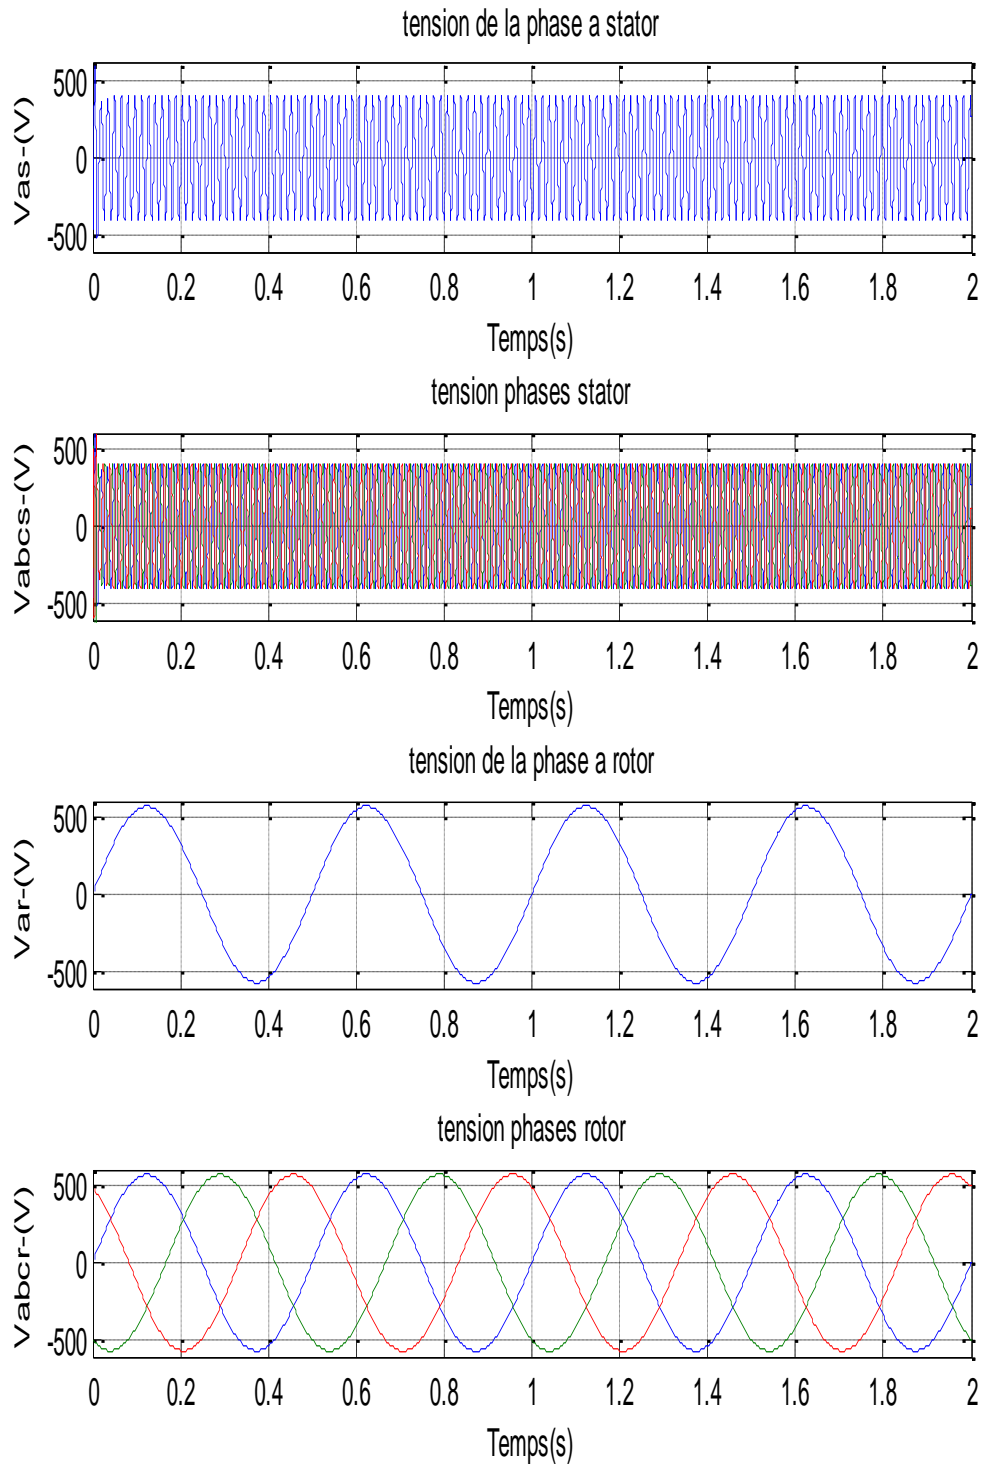 tension de la phase a stator
500
0
-500
Vas-(V)
0 0.2 0.4 0.6 0.8 1 1.2 1.4 1.6 1.8 2
Temps(s)
tension phases stator
500
0
-500
Vabcs-(V)
0 0.2 0.4 0.6 0.8 1 1.2 1.4 1.6 1.8 2
Temps(s)
tension de la phase a rotor
500
0
-500
Var-(V)
0 0.2 0.4 0.6 0.8 1 1.2 1.4 1.6 1.8 2
Temps(s)
tension phases rotor
500
0
-500
Vabcr-(V)
0 0.2 0.4 0.6 0.8 1 1.2 1.4 1.6 1.8 2
Temps(s)